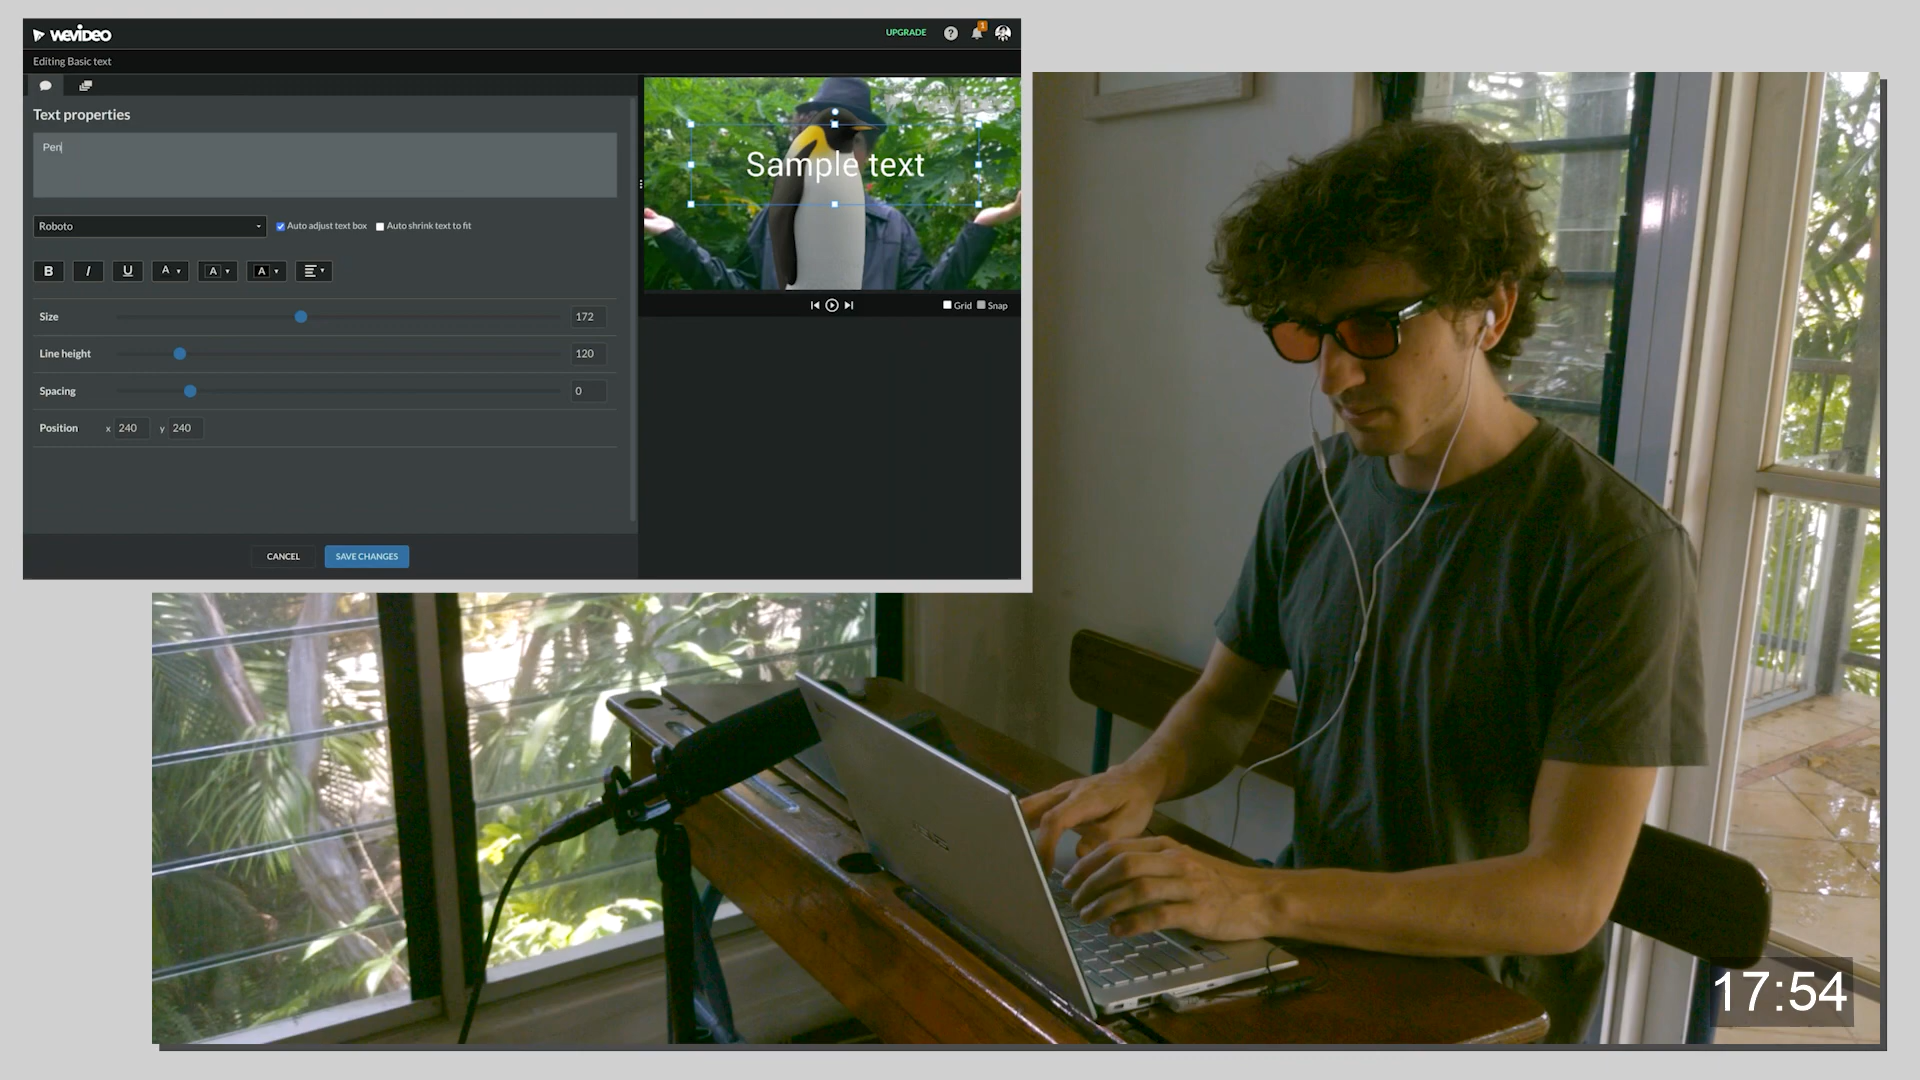 WEVIDEO
UPGRADE
?
1
Editing Basic text
Text properties
Pen
Roboto
Auto adjust text box
Auto shrink text to fit
B I U A A A
Size 172
Line height 120
Spacing 0
Position x 240 y 240
CANCEL
SAVE CHANGES
Sample text
Grid
Snap
17:54